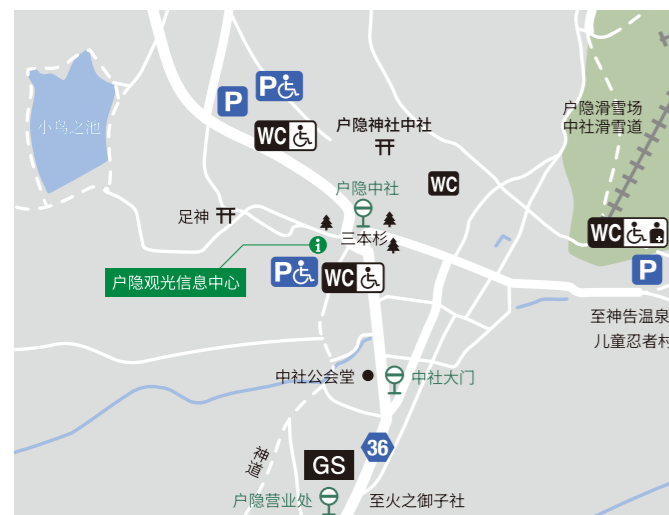 户隐滑雪场
中社滑雪道
P
P
WC
户隐神社中社
小鸟之池
WC
户隐中社
足神
三本杉
WC
P
i
户隐观光信息中心
P
WC
至神告温泉
儿童忍者村
中社公会堂
中社大门
36
神道
GS
户隐营业处
至火之御子社